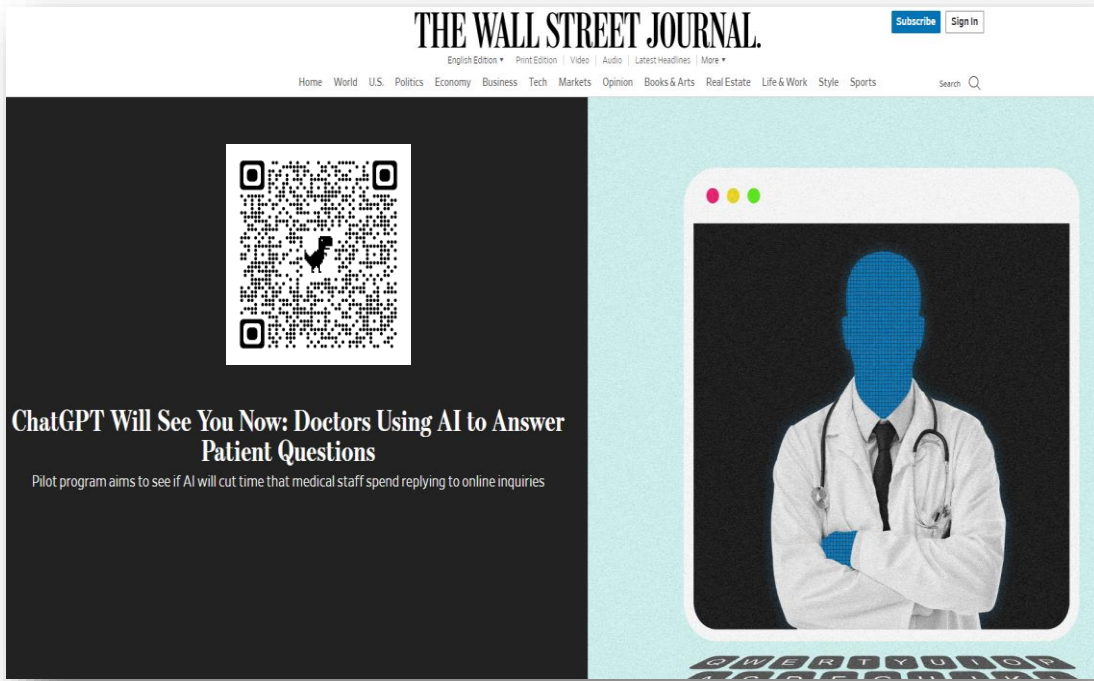 THE WALL STREET JOURNAL.
Subscribe Sign In
English Edition Print Edition Video Audio Latest Headlines More
Home World U.S. Politics Economy Business Tech Markets Opinion Books & Arts Real Estate Life & Work Style Sports Search
ChatGPT Will See You Now: Doctors Using AI to Answer
Patient Questions
Pilot program aims to see if AI will cut time that medical staff spend replying to online inquiries
Q W E R T Y U I O P